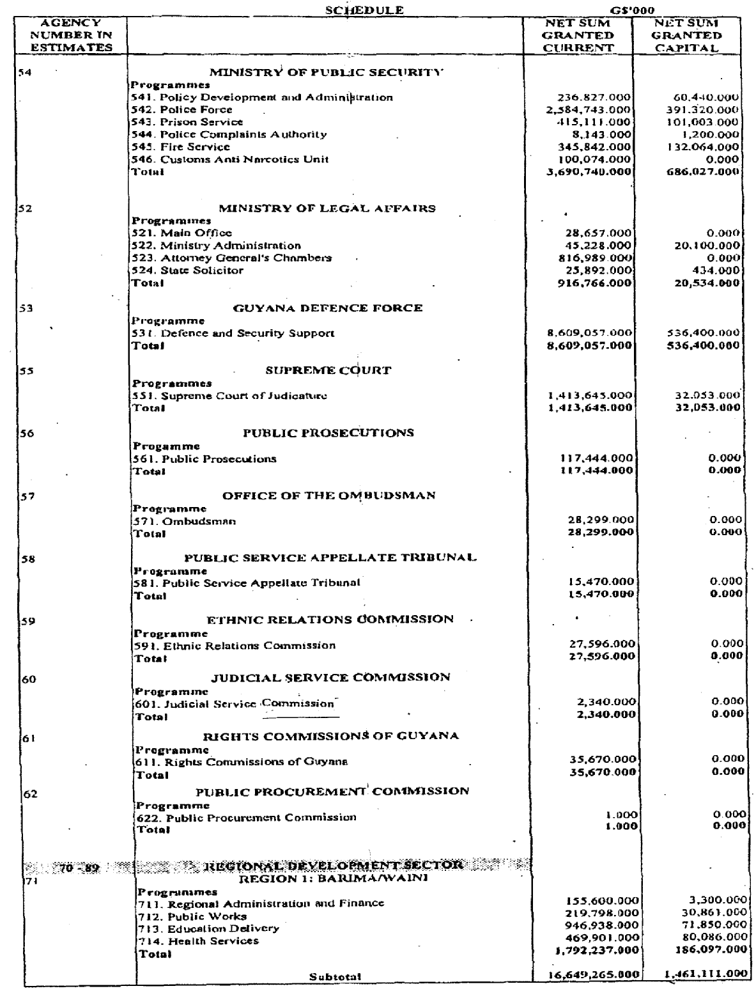 SCHEDULE G$'000
AGENCY NUMBER IN ESTIMATES NET SUM GRANTED CURRENT NET SUM GRANTED CAPITAL
54 MINISTRY OF PUBLIC SECURITY
Programmes
541. Policy Development and Administration 236.827.000 60.440.000
542. Police Force 2,584,743.000 391.320.000
543. Prison Service 415,111.000 101,003.000
544. Police Complaints Authority 8,143.000 1,200.000
545. Fire Service 345,842.000 132.064.000
546. Customs Anti Narcotics Unit 100,074.000 0.000
Total 3,690,740.000 686,027.000
52 MINISTRY OF LEGAL AFFAIRS
Programmes
521. Main Office 28,657.000 0.000
522. Ministry Administration 45,228.000 20,100.000
523. Attorney General's Chambers 816,989.000 0.000
524. State Solicitor 25,892.000 434.000
Total 916,766.000 20,534.000
53 GUYANA DEFENCE FORCE
Programme
531. Defence and Security Support 8,609,057.000 536,400.000
Total 8,609,057.000 536,400.000
55 SUPREME COURT
Programmes
551. Supreme Court of Judicature 1,413,645.000 32.053.000
Total 1,413,645.000 32,053.000
56 PUBLIC PROSECUTIONS
Progamme
561. Public Prosecutions 117,444.000 0.000
Total 117,444.000 0.000
57 OFFICE OF THE OMBUDSMAN
Programme
571. Ombudsman 28,299.000 0.000
Total 28,299.000 0.000
58 PUBLIC SERVICE APPELLATE TRIBUNAL
Programme
581. Public Service Appellate Tribunal 15,470.000 0.000
Total 15,470.000 0.000
59 ETHNIC RELATIONS COMMISSION
Programme
591. Ethnic Relations Commission 27,596.000 0.000
Total 27,596.000 0.000
60 JUDICIAL SERVICE COMMISSION
Programme
601. Judicial Service Commission 2,340.000 0.000
Total 2,340.000 0.000
61 RIGHTS COMMISSIONS OF GUYANA
Programme
611. Rights Commissions of Guyana 35,670.000 0.000
Total 35,670.000 0.000
62 PUBLIC PROCUREMENT COMMISSION
Programme
622. Public Procurement Commission 1.000 0.000
Total 1.000 0.000
70 - 89 REGIONAL DEVELOPMENT SECTOR
71 REGION 1: BARIMA/WAINI
Programmes
711. Regional Administration and Finance 155,600.000 3,300.000
712. Public Works 219,798.000 30,861.000
713. Education Delivery 946,938.000 71,850.000
714. Health Services 469,901.000 80,086.000
Total 1,792,237.000 186,097.000
Subtotal 16,649,265.000 1,461,111.000